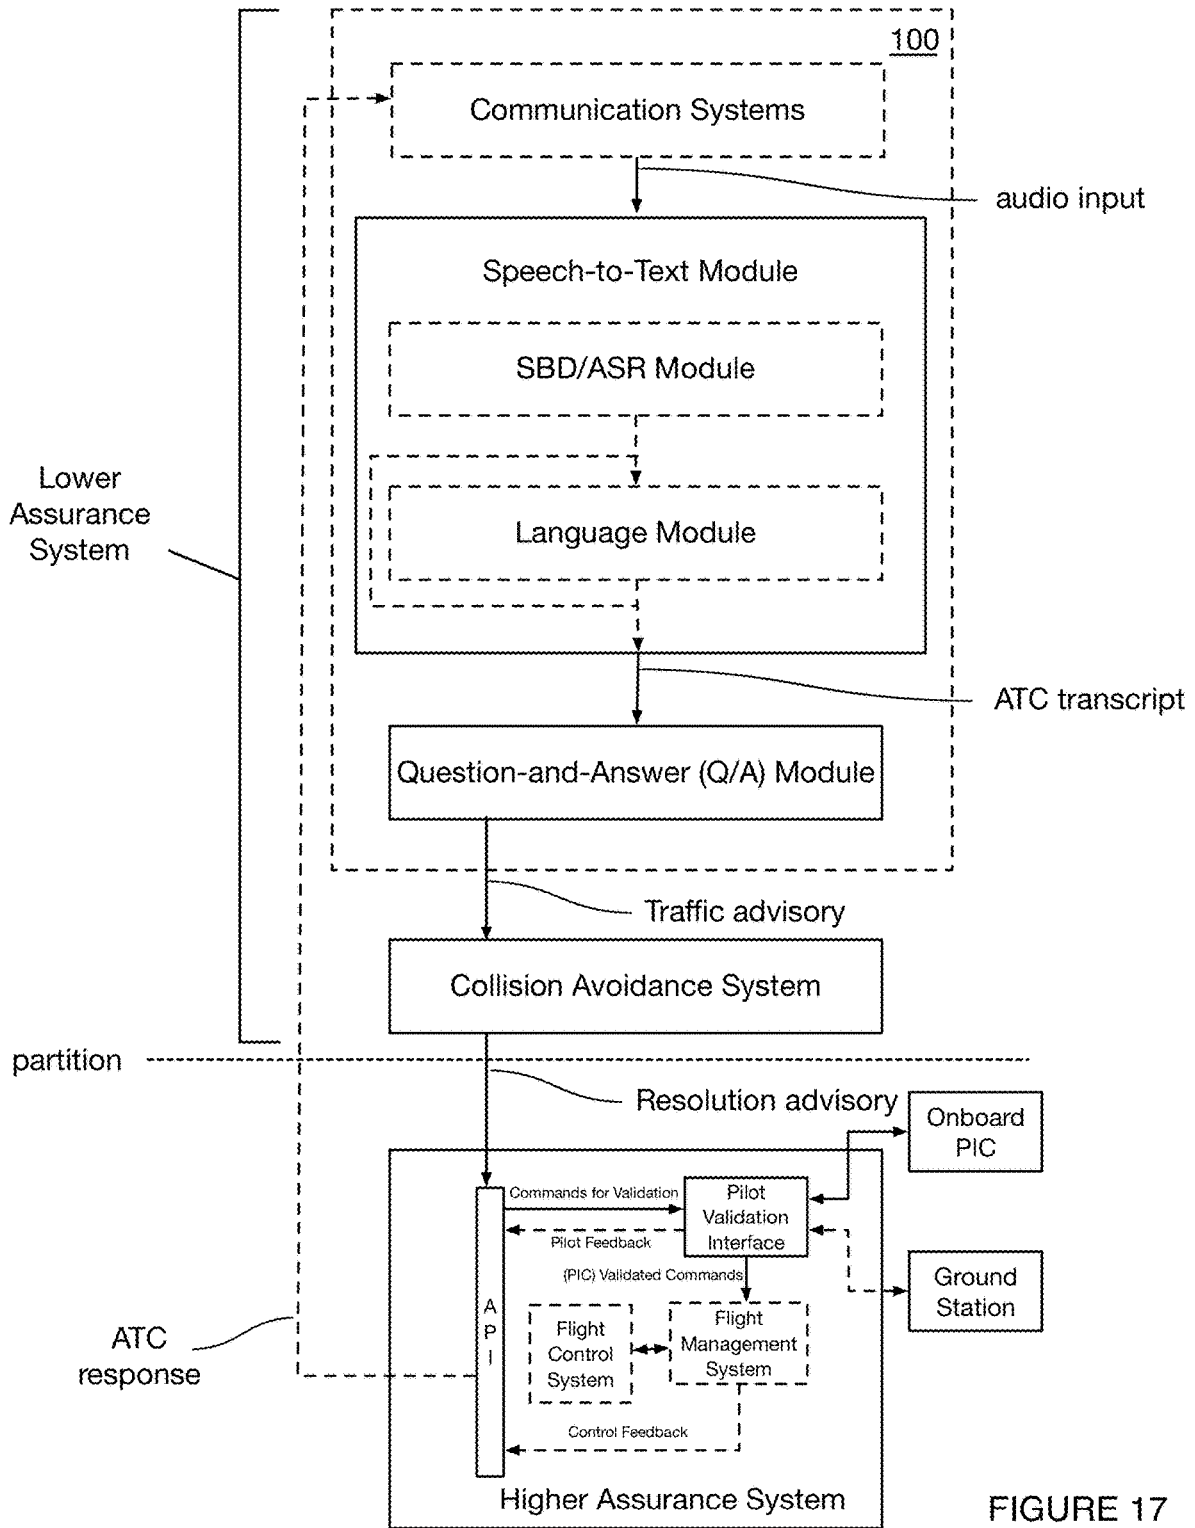 100
Communication Systems
audio input
Speech-to-Text Module
SBD/ASR Module
Lower
Assurance
System
Language Module
ATC transcript
Question-and-Answer (Q/A) Module
Traffic advisory
Collision Avoidance System
partition
Resolution advisory
Onboard
PIC
Commands for Validation
Pilot
Validation
Interface
Pilot Feedback
(PIC) Validated Commands
Ground
Station
A
P
I
Flight
Control
System
Flight
Management
System
ATC
response
Control Feedback
Higher Assurance System
FIGURE 17